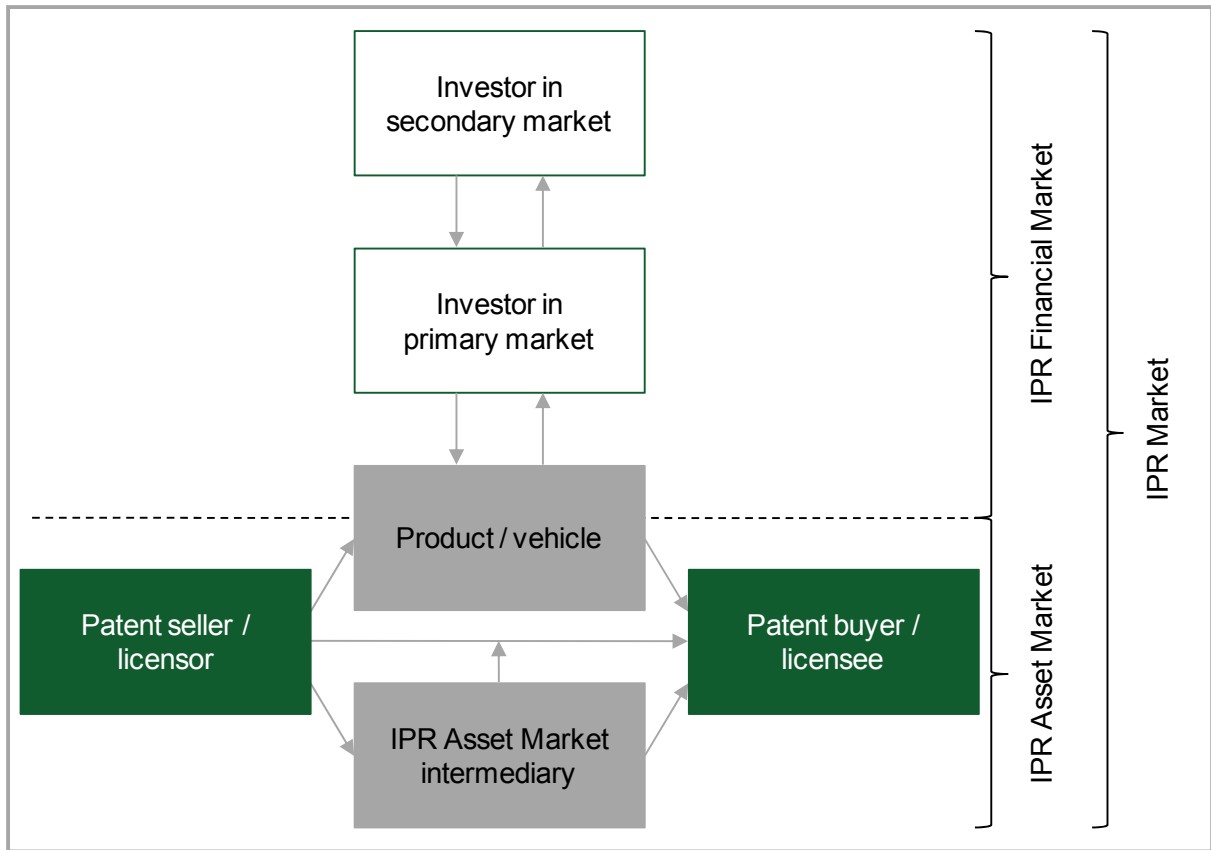 Investor in
secondary market
Investor in
primary market
Product / vehicle
Patent seller /
licensor
Patent buyer /
licensee
IPR Asset Market
intermediary
IPR Financial Market
IPR Asset Market
IPR Market